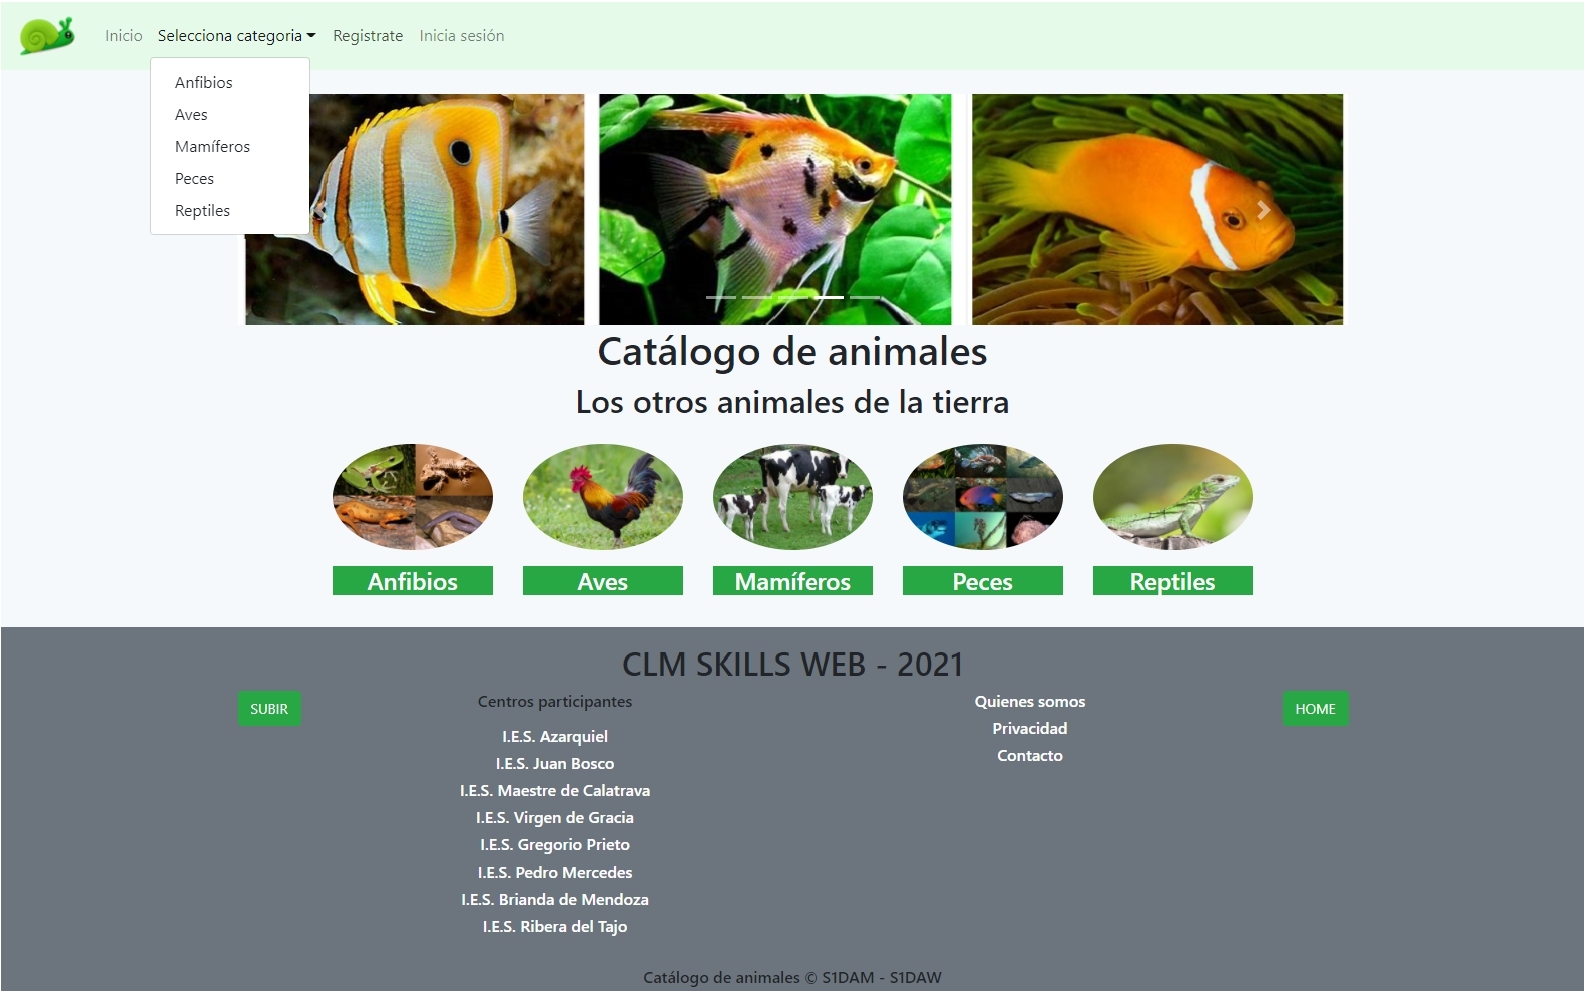 Inicio Selecciona categoria Registrate Inicia sesión
Anfibios
Aves
Mamíferos
Peces
Reptiles
Catálogo de animales
Los otros animales de la tierra
Anfibios Aves Mamíferos Peces Reptiles
CLM SKILLS WEB - 2021
SUBIR
Centros participantes
I.E.S. Azarquiel
I.E.S. Juan Bosco
I.E.S. Maestre de Calatrava
I.E.S. Virgen de Gracia
I.E.S. Gregorio Prieto
I.E.S. Pedro Mercedes
I.E.S. Brianda de Mendoza
I.E.S. Ribera del Tajo
Quienes somos
Privacidad
Contacto
HOME
Catálogo de animales © S1DAM - S1DAW